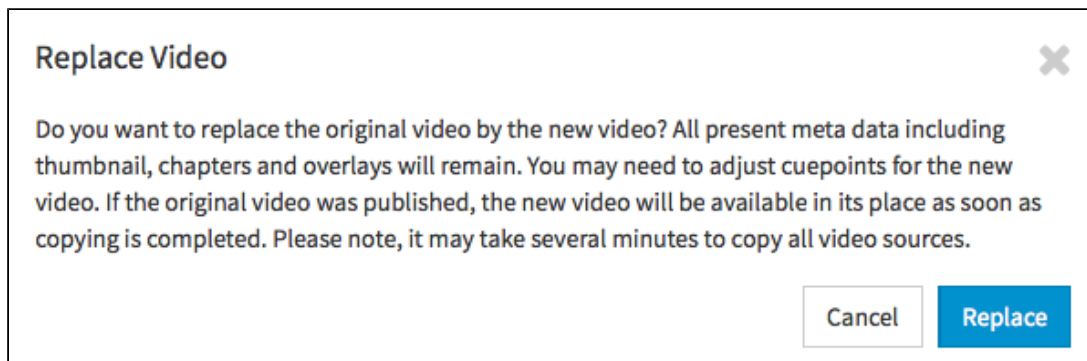 Replace Video
Do you want to replace the original video by the new video? All present meta data including
thumbnail, chapters and overlays will remain. You may need to adjust cuepoints for the new
video. If the original video was published, the new video will be available in its place as soon as
copying is completed. Please note, it may take several minutes to copy all video sources.
Cancel Replace